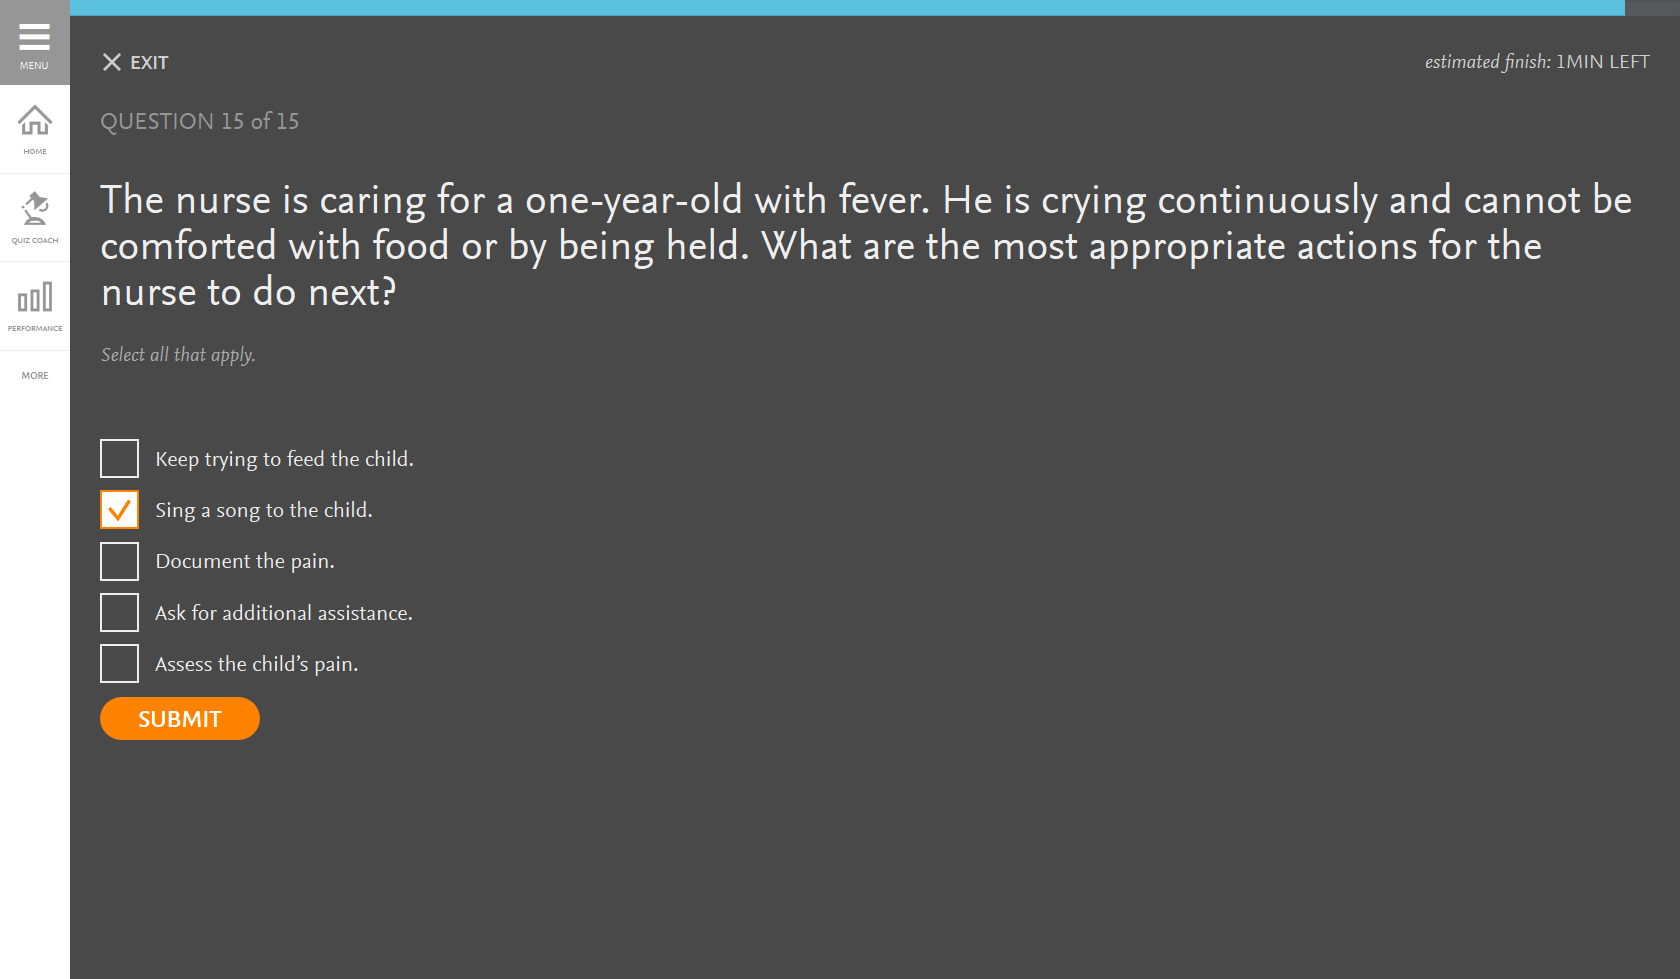 MENU
HOME
QUIZ COACH
PERFORMANCE
MORE
EXIT
estimated finish: 1MIN LEFT
QUESTION 15 of 15
The nurse is caring for a one-year-old with fever. He is crying continuously and cannot be
comforted with food or by being held. What are the most appropriate actions for the
nurse to do next?
Select all that apply.
Keep trying to feed the child.
Sing a song to the child.
Document the pain.
Ask for additional assistance.
Assess the child’s pain.
SUBMIT